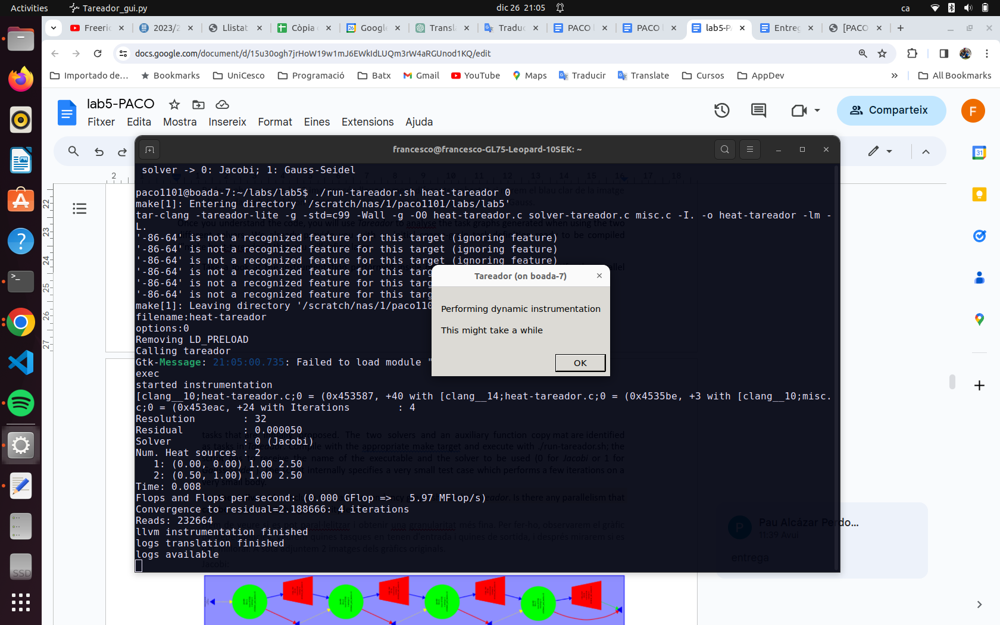 Activities
Tareador_gui.py
dic 26 21:05
ca
Freeric
2023/2
Llistat
Còpia
Google
Transl
Traduc
PACO
PACO
lab5-P
Entreg
[PACO
docs.google.com/document/d/15u30ogh7jrHoW19w1mJ6EWkIdLUQm3rW4aRGUnod1KQ/edit
Importado de...
Bookmarks
UniCesco
Programació
Batx
Gmail
YouTube
Maps
Traducir
Translate
Cursos
AppDev
»
All Bookmarks
lab5-PACO
Fitxer
Edita
Mostra
Insereix
Format
Eines
Extensions
Ajuda
Comparteix
F
francesco@francesco-GL75-Leopard-10SEK: ~
solver -> 0: Jacobi; 1: Gauss-Seidel
paco1101@boada-7:~/labs/lab5$ ./run-tareador.sh heat-tareador 0
make[1]: Entering directory '/scratch/nas/1/paco1101/labs/lab5'
tar-clang -tareador-lite -g -std=c99 -Wall -g -O0 heat-tareador.c solver-tareador.c misc.c -I. -o heat-tareador -lm -
L.
'-86-64' is not a recognized feature for this target (ignoring feature)
'-86-64' is not a recognized feature for this target (ignoring feature)
'-86-64' is not a recognized feature for this target (ignoring feature)
'-86-64' is not a recognized feature for this targ
'-86-64' is not a recognized feature for this targ
'-86-64' is not a recognized feature for this targ
make[1]: Leaving directory '/scratch/nas/1/paco110
filename:heat-tareador
options:0
Removing LD_PRELOAD
Calling tareador
Gtk-Message: 21:05:00.735: Failed to load module "
exec
started instrumentation
[clang__10;heat-tareador.c;0 = (0x453587, +40 with [clang__14;heat-tareador.c;0 = (0x4535be, +3 with [clang__10;misc.
c;0 = (0x453eac, +24 with Iterations : 4
Resolution : 32
Residual : 0.000050
Solver : 0 (Jacobi)
Num. Heat sources : 2
1: (0.00, 0.00) 1.00 2.50
2: (0.50, 1.00) 1.00 2.50
Time: 0.008
Flops and Flops per second: (0.000 GFlop => 5.97 MFlop/s)
Convergence to residual=2.188666: 4 iterations
Reads: 232664
llvm instrumentation finished
logs translation finished
logs available
Tareador (on boada-7)
Performing dynamic instrumentation
This might take a while
OK
P
Pau Alcázar Perdo...
11:39 Avui
entrega
Jacobi:
SSD
31